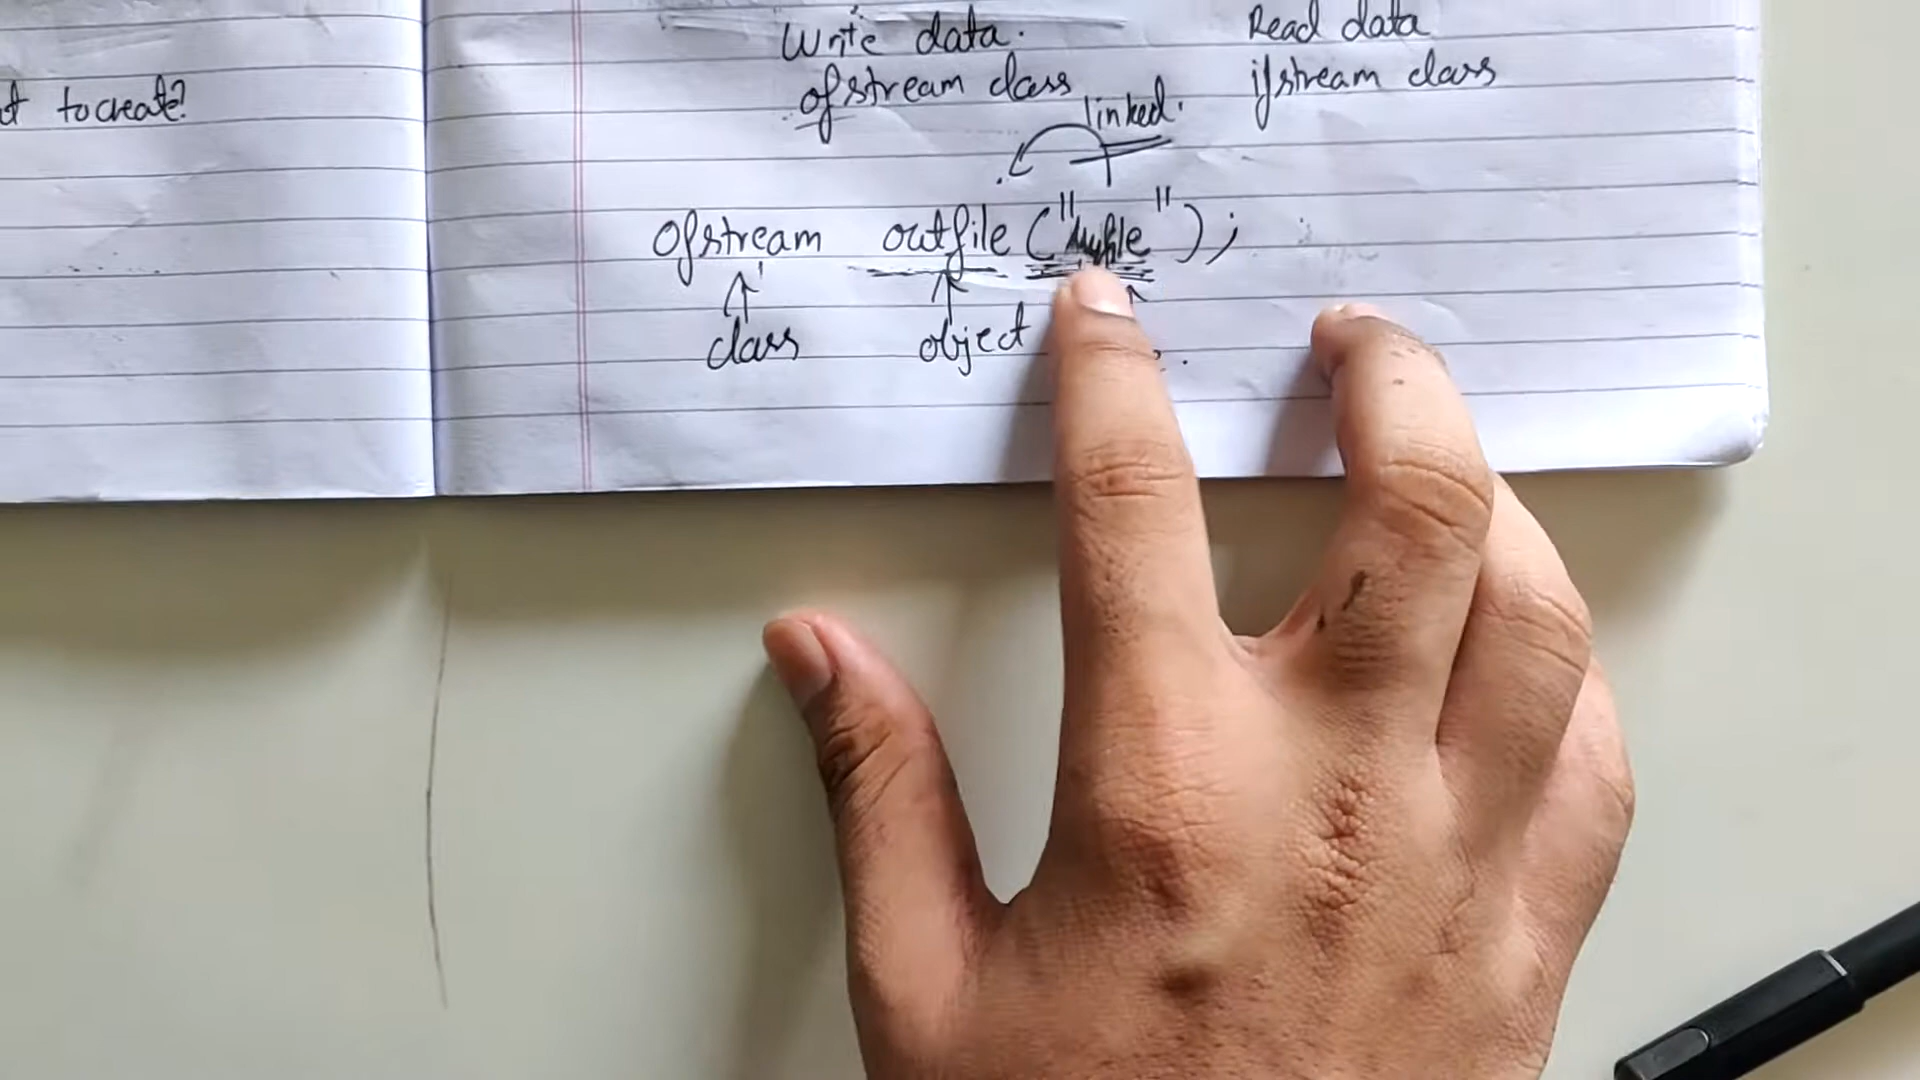 t to create?
Write data.
ofstream class
Read data
ifstream class
linked.
Ofstream outfile ("Myfile");
class
object